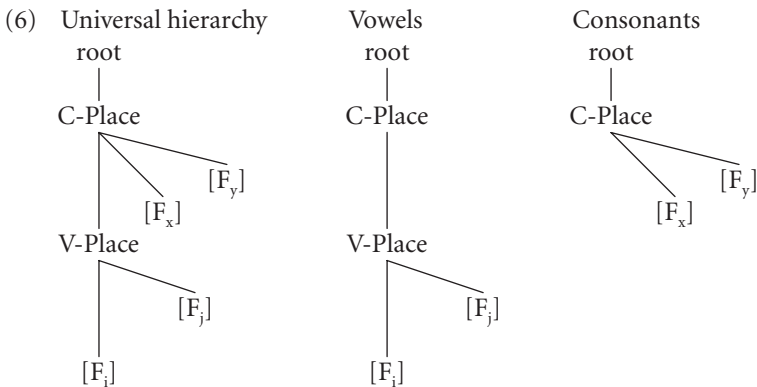 (6) Universal hierarchy Vowels Consonants
root root root
C-Place C-Place C-Place
[Fy] [Fy]
[Fx] [Fx]
V-Place V-Place
[Fj] [Fj]
[Fi] [Fi]